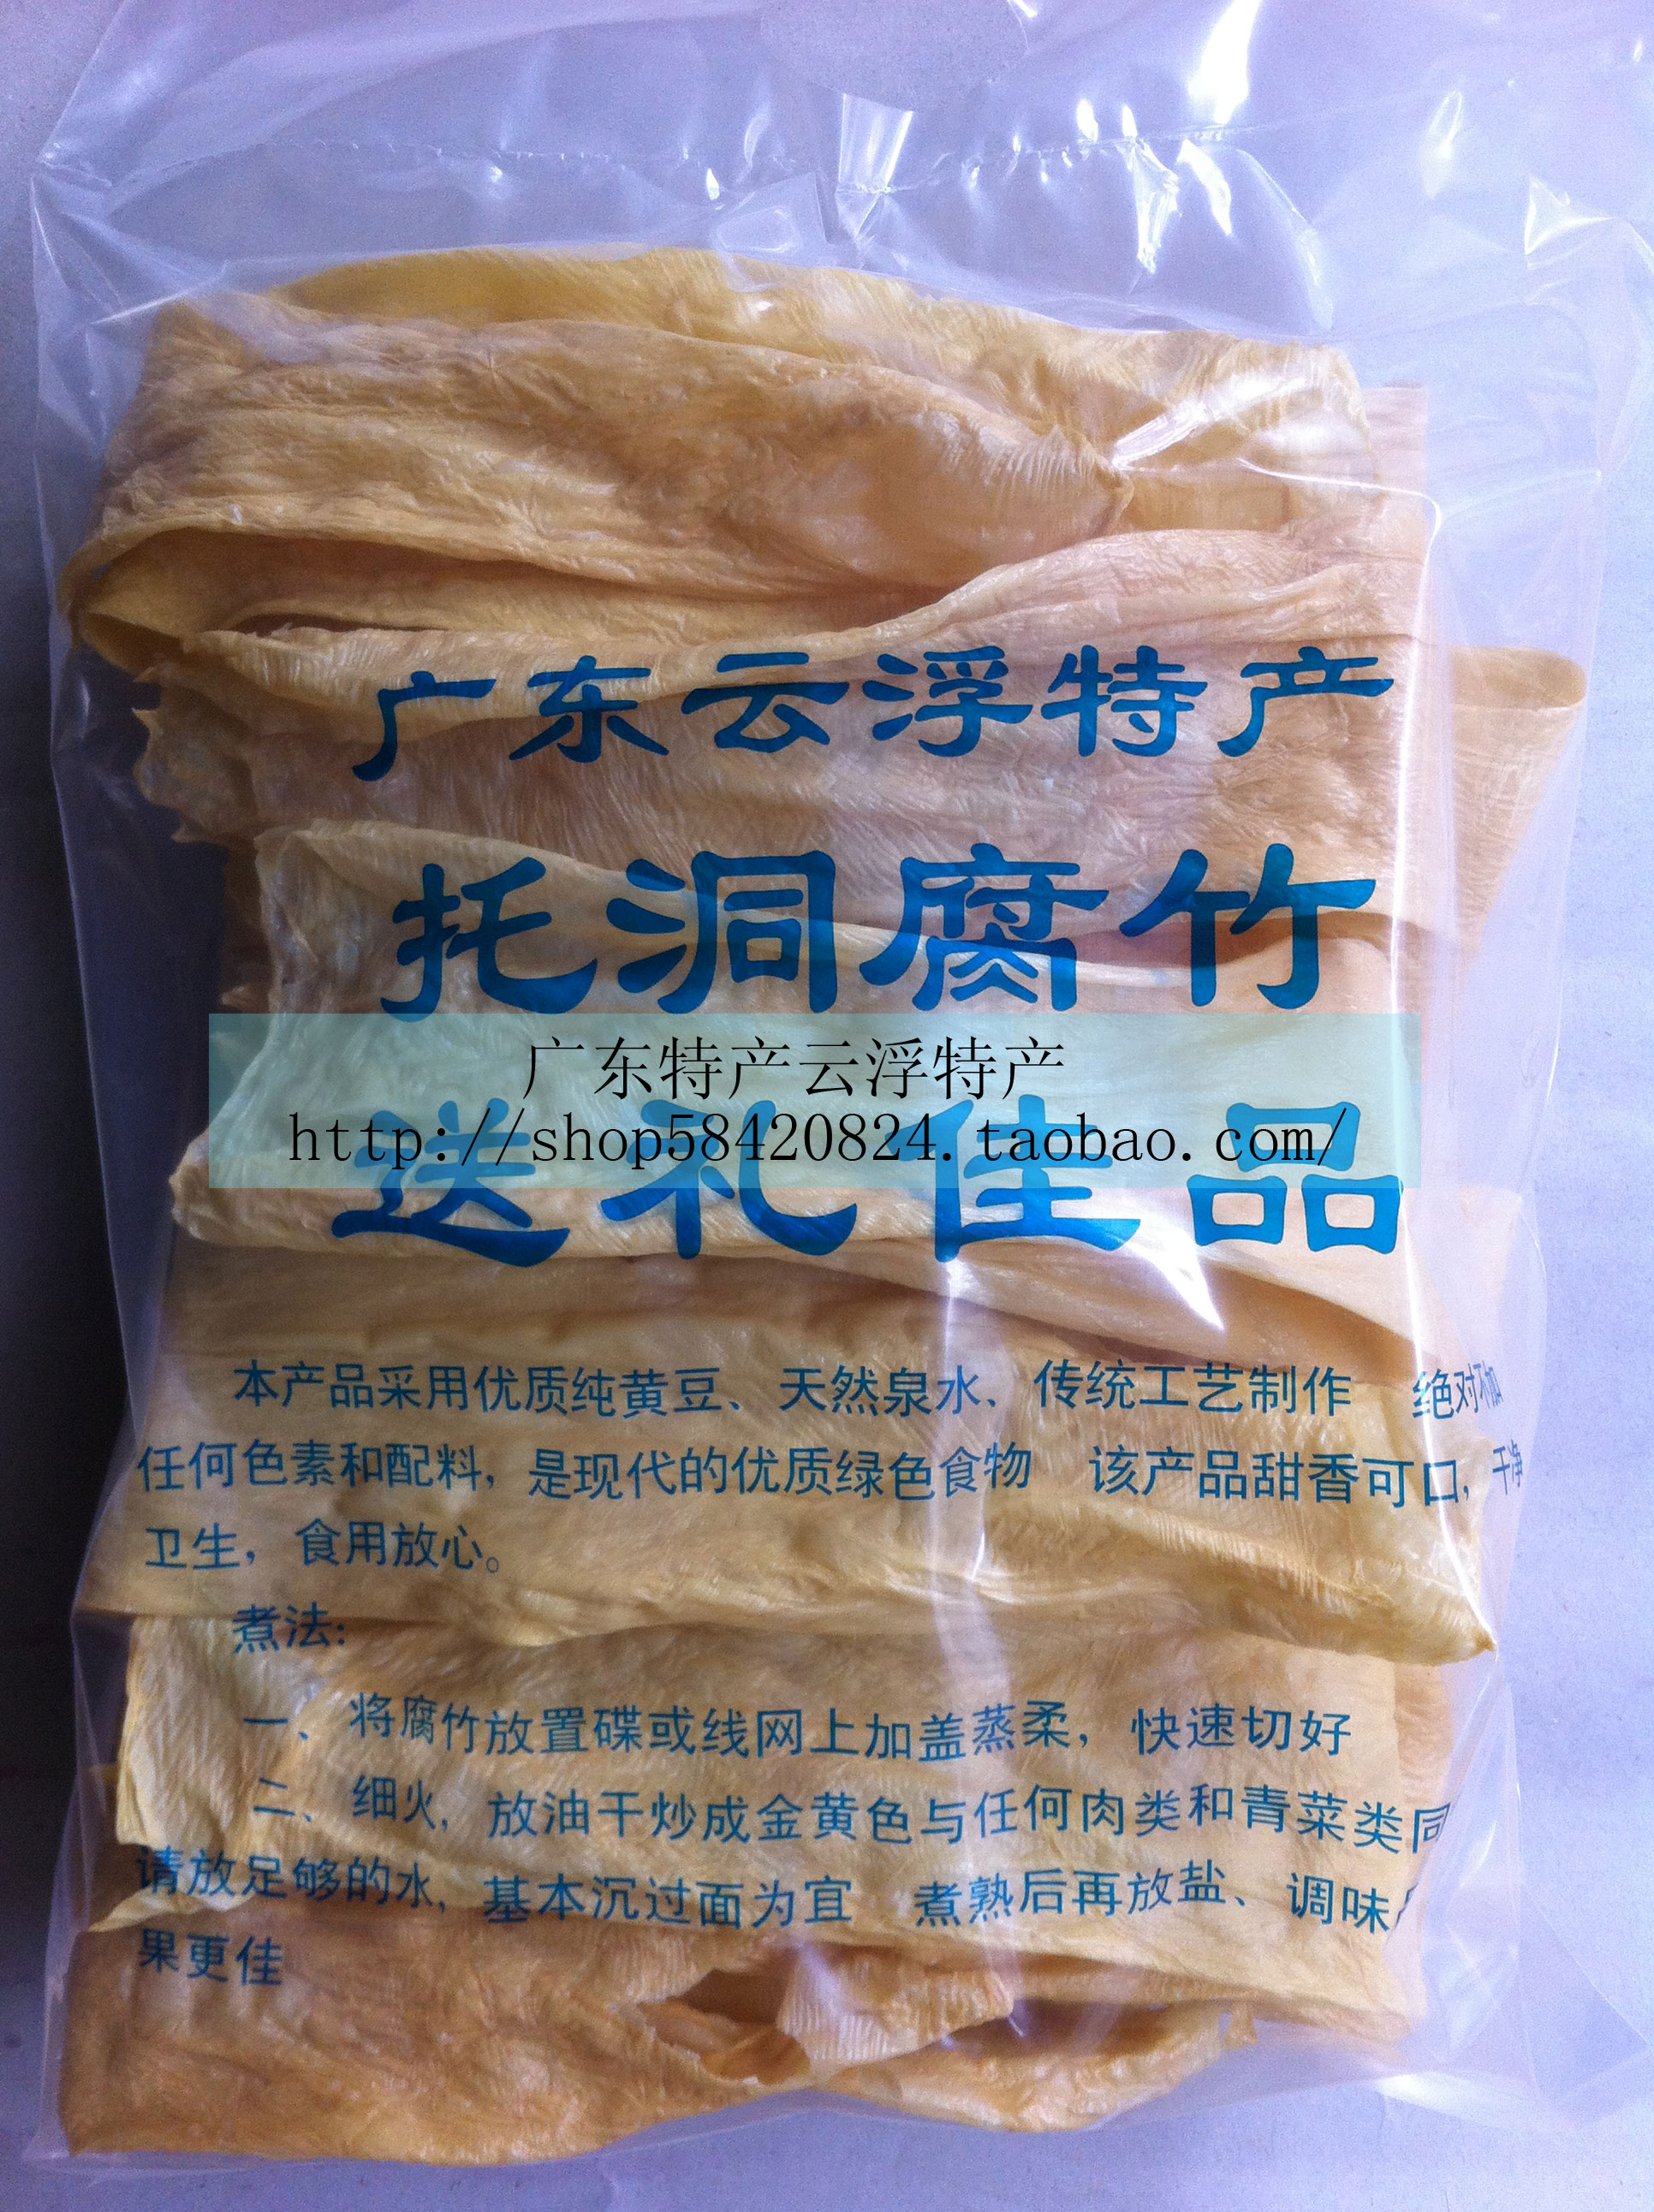 广东云浮特产
托洞腐竹
广东特产云浮特产
http://shop58420824.taobao.com/
送礼佳品
本产品采用优质纯黄豆、天然泉水、传统工艺制作 绝对不加
任何色素和配料，是现代的优质绿色食物 该产品甜香可口，干净
卫生，食用放心。
煮法：
一、将腐竹放置碟或线网上加盖蒸柔，快速切好
二、细火，放油干炒成金黄色与任何肉类和青菜类同
请放足够的水，基本沉过面为宜 煮熟后再放盐、调味
果更佳